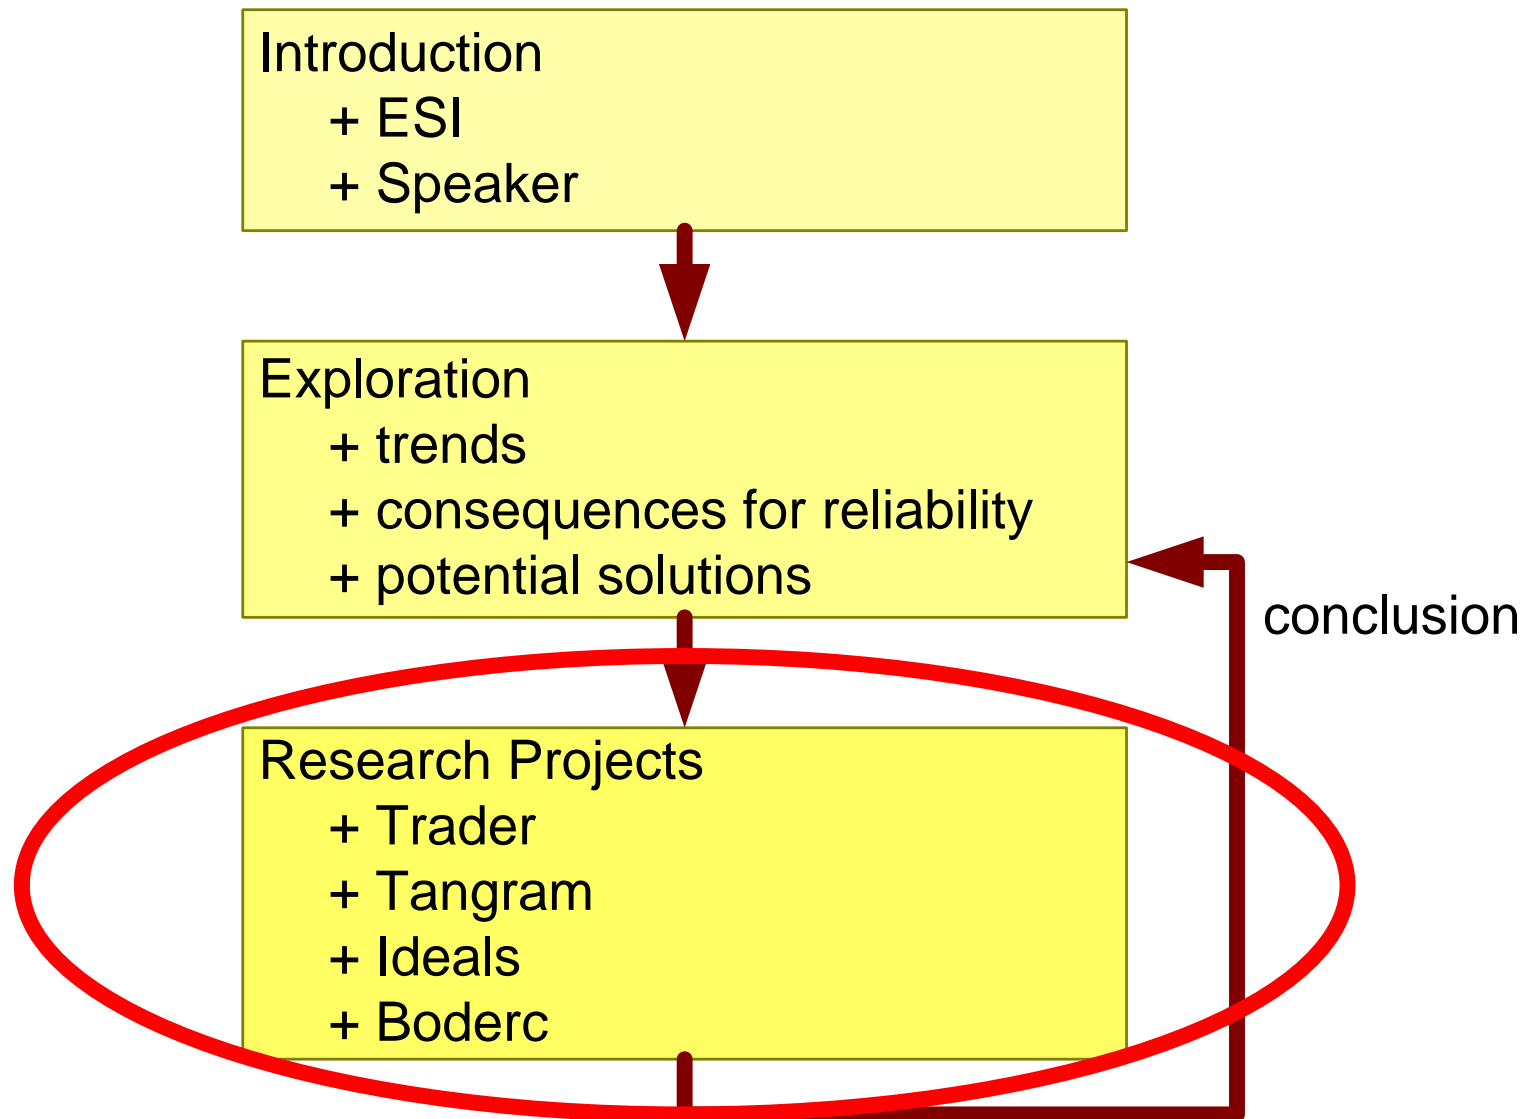 Introduction
+ ESI
+ Speaker
Exploration
+ trends
+ consequences for reliability
+ potential solutions
conclusion
Research Projects
+ Trader
+ Tangram
+ Ideals
+ Boderc